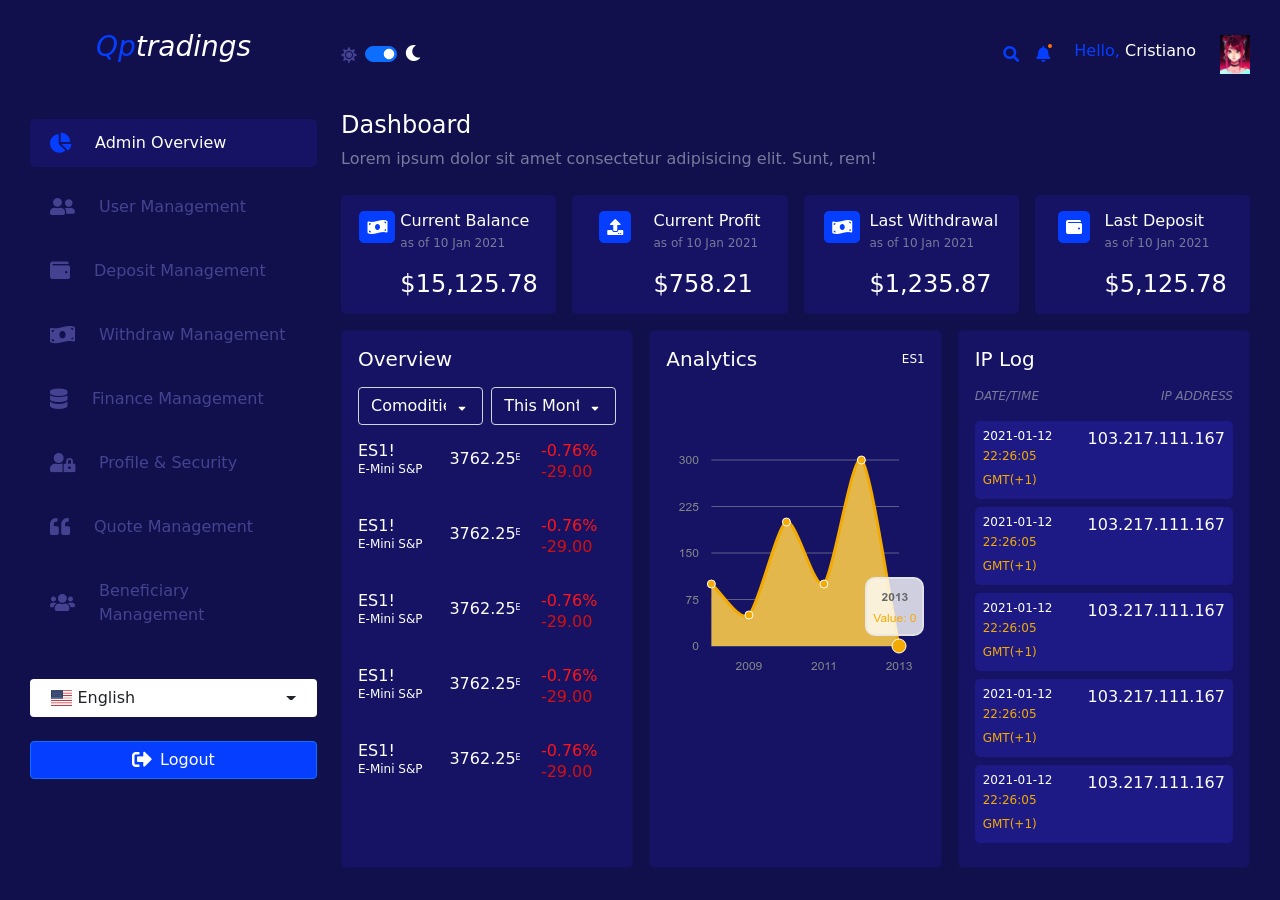 Qptradings
Hello, Cristiano
Admin Overview
User Management
Deposit Management
Withdraw Management
Finance Management
Profile & Security
Quote Management
Beneficiary
Management
English
Logout
Dashboard
Lorem ipsum dolor sit amet consectetur adipisicing elit. Sunt, rem!
Current Balance
as of 10 Jan 2021
$15,125.78
Current Profit
as of 10 Jan 2021
$758.21
Last Withdrawal
as of 10 Jan 2021
$1,235.87
Last Deposit
as of 10 Jan 2021
$5,125.78
Overview
Comoditie
This Mont
ES1! 3762.25E -0.76%
E-Mini S&P -29.00
ES1! 3762.25E -0.76%
E-Mini S&P -29.00
ES1! 3762.25E -0.76%
E-Mini S&P -29.00
ES1! 3762.25E -0.76%
E-Mini S&P -29.00
ES1! 3762.25E -0.76%
E-Mini S&P -29.00
Analytics ES1
300
225
150
75
0
2009 2011 2013
2013
Value: 0
IP Log
DATE/TIME IP ADDRESS
2021-01-12 103.217.111.167
22:26:05
GMT(+1)
2021-01-12 103.217.111.167
22:26:05
GMT(+1)
2021-01-12 103.217.111.167
22:26:05
GMT(+1)
2021-01-12 103.217.111.167
22:26:05
GMT(+1)
2021-01-12 103.217.111.167
22:26:05
GMT(+1)